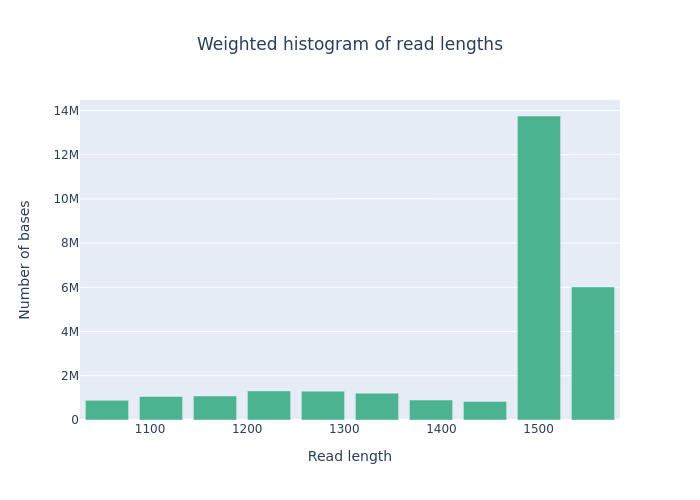 Weighted histogram of read lengths
14M
12M
10M
8M
6M
4M
2M
0
Number of bases
1100 1200 1300 1400 1500
Read length